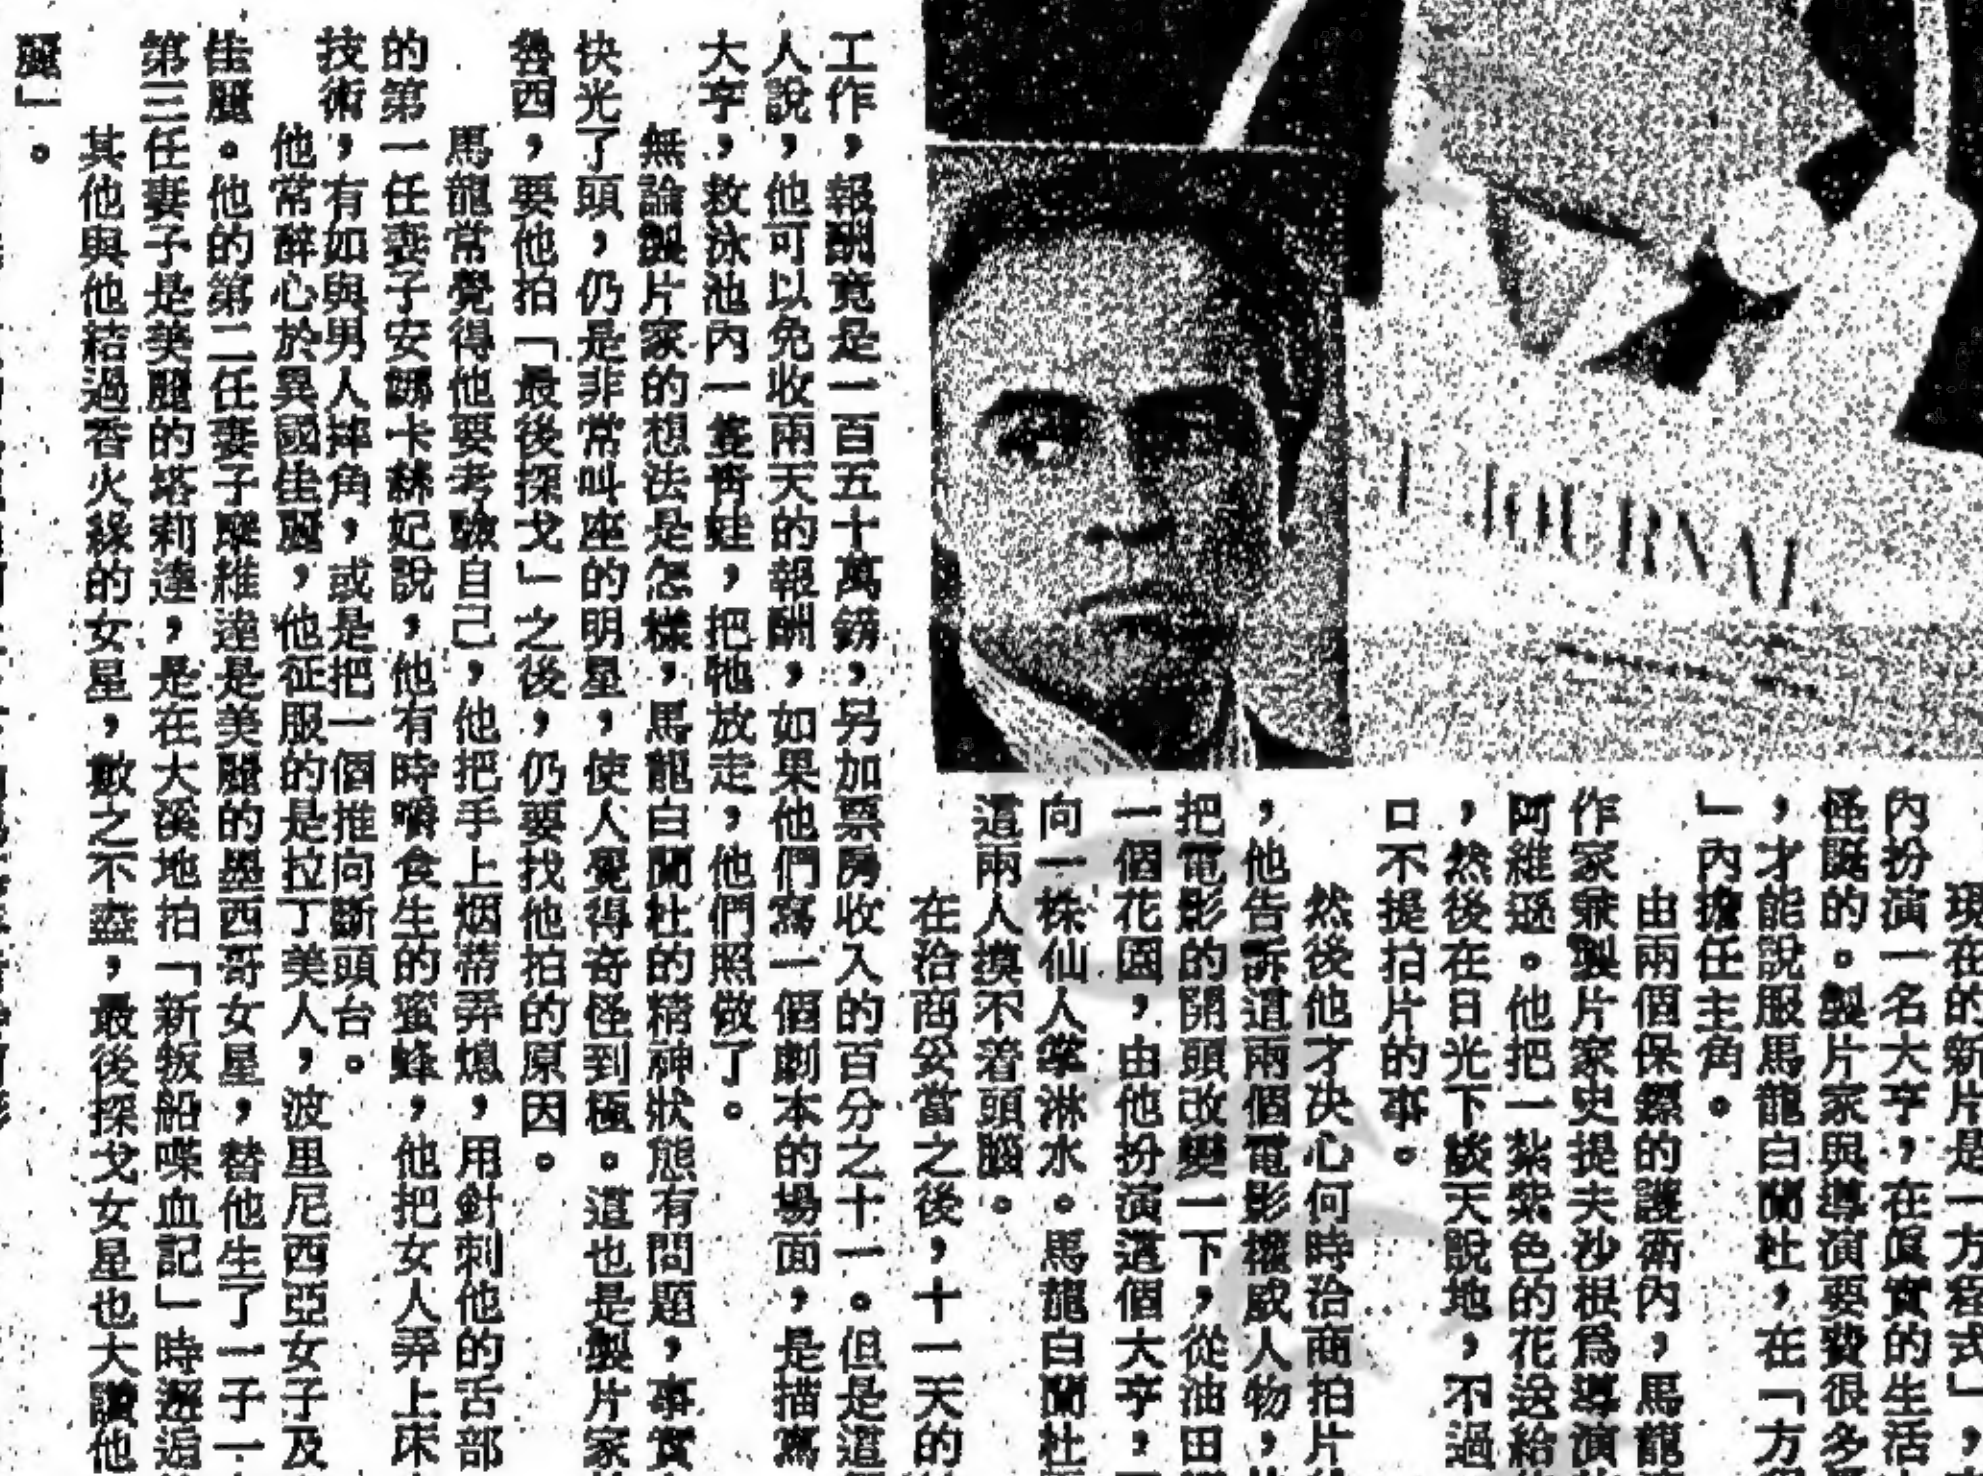 JOURNAL
現在的新片是一方程式」,
內扮演一名大亨,在眞實的生活
怪誕的。製片家與導演要費很多
,才能說服馬龍白蘭杜,在「方
」內擔任主角。
由兩個保鏢的護衛內,馬龍
作家兼製片家史提夫沙根爲導演
阿維遜。他把一紮紫色的花送給
,然後在日光下談天說地,不過
口不提拍片的事。
然後他才決心何時洽商拍片
,他告訴這兩個電影權威人物,
把電影的開頭改變一下,從油田
一個花園,由他扮演這個大亨,
向一株仙人掌淋水。馬龍白蘭杜
這兩人摸不着頭腦。
在洽商妥當之後,十一天的
工作,報酬竟是一百五十萬鎊,另加票房收入的百分之十一。但是這
人說,他可以免收兩天的報酬,如果他們寫一個劇本的場面,是描寫
大亨,救泳池內一隻靑蛙,把牠放走,他們照做了。
無論製片家的想法是怎樣,馬龍白蘭杜的精神狀態有問題,事實
快光了頭,仍是非常叫座的明星,使人覺得奇怪到極。這也是製片家
魯西,要他拍「最後探戈」之後,仍要找他拍的原因。
馬龍常覺得他要考驗自己,他把手上烟蒂弄熄,用針刺他的舌部
的第一任妻子安娜卡赫妃說,他有時嚼食生的蜜蜂,他把女人弄上床
技術,有如與男人摔角,或是把一個推向斷頭台。
他常醉心於異國佳麗,他征服的是拉丁美人,波里尼西亞女子及
佳麗。他的第二任妻子摩維達是美麗的墨西哥女星,替他生了一子一
第三任妻子是美麗的塔莉達,是在大溪地拍「新叛船喋血記」時邂逅
其他與他結過香火緣的女星,數之不盡,最後探戈女星也大讚他
麗」。